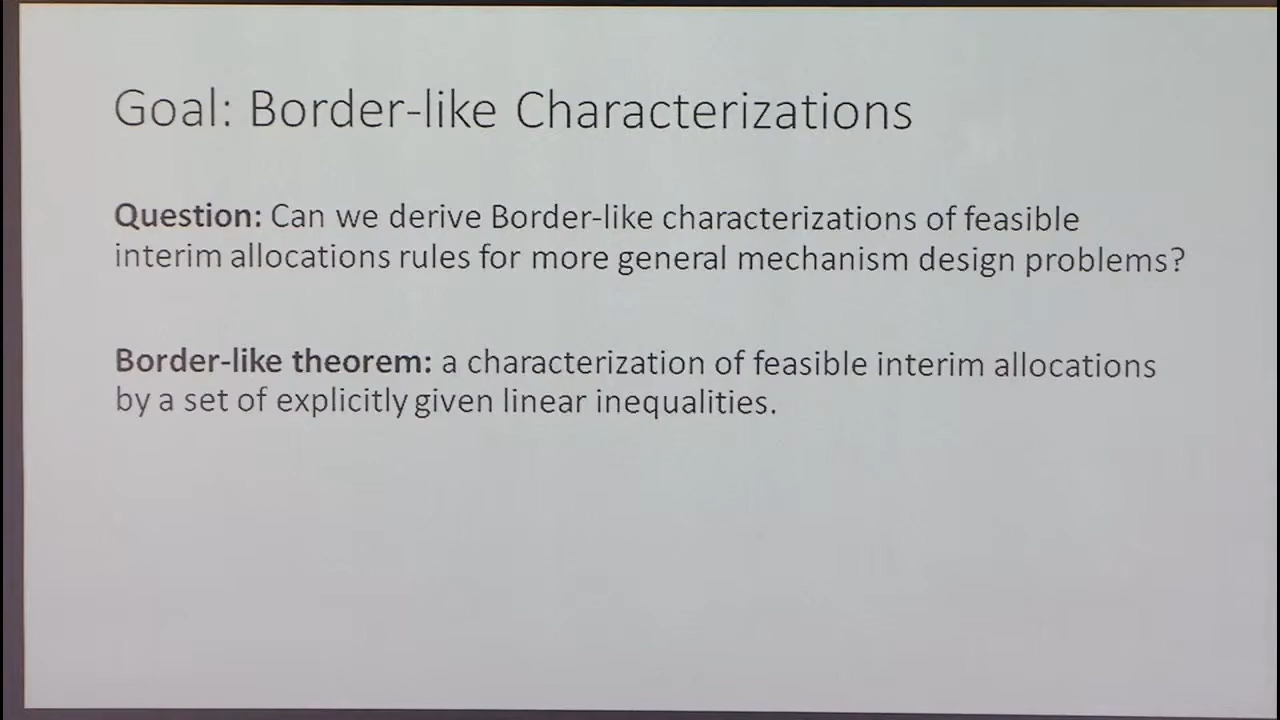 Goal: Border-like Characterizations
Question: Can we derive Border-like characterizations of feasible
interim allocations rules for more general mechanism design problems?
Border-like theorem: a characterization of feasible interim allocations
by a set of explicitly given linear inequalities.